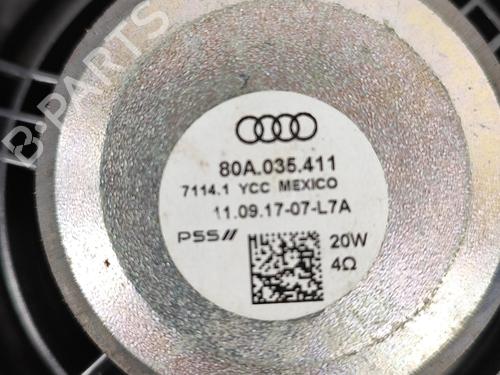 B-PARTS
80A.035.411
7114.1 YCC MEXICO
11.09.17-07-L7A
PSS//
20W
4Ω